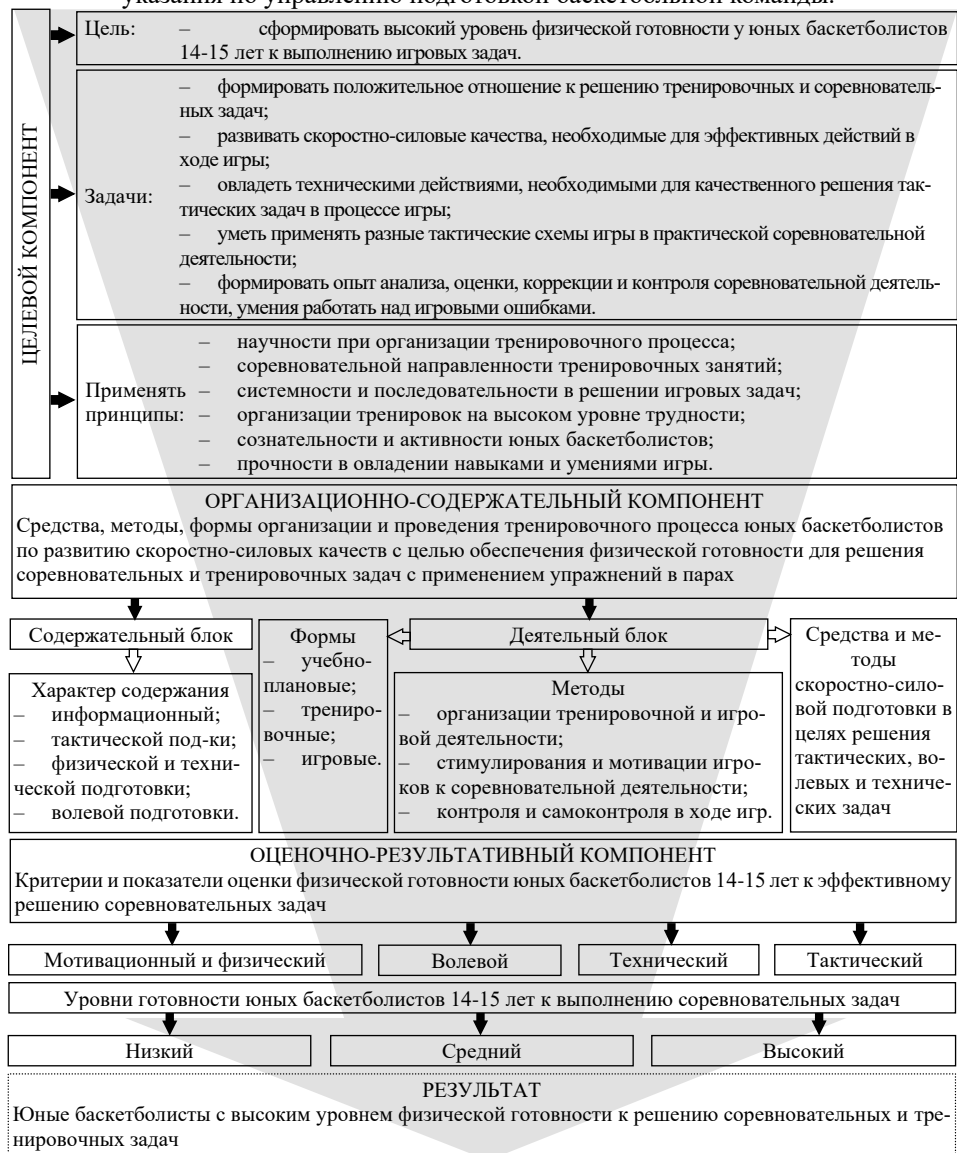 указания по управлению подготовкой баскетбольной команды.
ЦЕЛЕВОЙ КОМПОНЕНТ
Цель: – сформировать высокий уровень физической готовности у юных баскетболистов
14-15 лет к выполнению игровых задач.
Задачи:
– формировать положительное отношение к решению тренировочных и соревнователь-
ных задач;
– развивать скоростно-силовые качества, необходимые для эффективных действий в
ходе игры;
– овладеть техническими действиями, необходимыми для качественного решения так-
тических задач в процессе игры;
– уметь применять разные тактические схемы игры в практической соревновательной
деятельности;
– формировать опыт анализа, оценки, коррекции и контроля соревновательной деятель-
ности, умения работать над игровыми ошибками.
Применять
принципы:
– научности при организации тренировочного процесса;
– соревновательной направленности тренировочных занятий;
– системности и последовательности в решении игровых задач;
– организации тренировок на высоком уровне трудности;
– сознательности и активности юных баскетболистов;
– прочности в овладении навыками и умениями игры.
ОРГАНИЗАЦИОННО-СОДЕРЖАТЕЛЬНЫЙ КОМПОНЕНТ
Средства, методы, формы организации и проведения тренировочного процесса юных баскетболистов
по развитию скоростно-силовых качеств с целью обеспечения физической готовности для решения
соревновательных и тренировочных задач с применением упражнений в парах
Содержательный блок
Характер содержания
– информационный;
– тактической под-ки;
– физической и техни-
ческой подготовки;
– волевой подготовки.
Формы
– учебно-
плановые;
– трениро-
вочные;
– игровые.
Деятельный блок
Методы
– организации тренировочной и игро-
вой деятельности;
– стимулирования и мотивации игро-
ков к соревновательной деятельности;
– контроля и самоконтроля в ходе игр.
Средства и ме-
тоды
скоростно-сило-
вой подготовки в
целях решения
тактических, во-
левых и техниче-
ских задач
ОЦЕНОЧНО-РЕЗУЛЬТАТИВНЫЙ КОМПОНЕНТ
Критерии и показатели оценки физической готовности юных баскетболистов 14-15 лет к эффективному
решению соревновательных задач
Мотивационный и физический
Волевой
Технический
Тактический
Уровни готовности юных баскетболистов 14-15 лет к выполнению соревновательных задач
Низкий
Средний
Высокий
РЕЗУЛЬТАТ
Юные баскетболисты с высоким уровнем физической готовности к решению соревновательных и тре-
нировочных задач